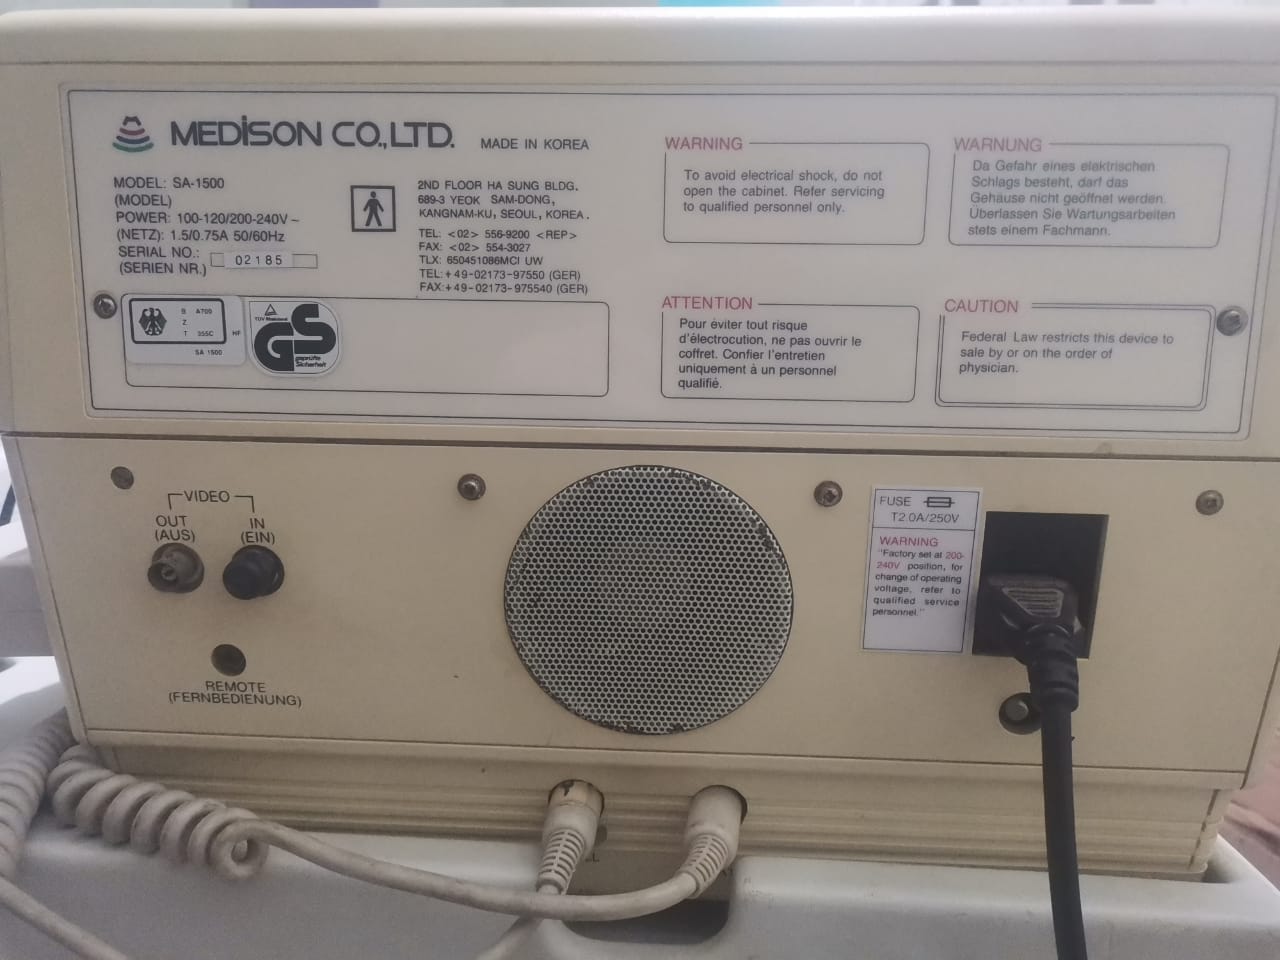 MEDISON CO.,LTD. MADE IN KOREA
MODEL: SA-1500
(MODEL)
POWER: 100-120/200-240V ~
(NETZ): 1.5/0.75A 50/60Hz
SERIAL NO.: 02185
(SERIEN NR.)
2ND FLOOR HA SUNG BLDG.
689-3 YEOK SAM-DONG,
KANGNAM-KU, SEOUL, KOREA.
TEL: <02> 556-9200 <REP>
FAX: <02> 554-3027
TLX: 650451086MCI UW
TEL:+49-02173-97550 (GER)
FAX:+49-02173-975540 (GER)
B A700
Z
T 355C HF
SA 1500
TÜV Rheinland
GS
geprüfte
Sicherheit
WARNING
To avoid electrical shock, do not
open the cabinet. Refer servicing
to qualified personnel only.
WARNUNG
Da Gefahr eines elektrischen
Schlags besteht, darf das
Gehäuse nicht geöffnet werden.
Überlassen Sie Wartungsarbeiten
stets einem Fachmann.
ATTENTION
Pour éviter tout risque
d'électrocution, ne pas ouvrir le
coffret. Confier l'entretien
uniquement à un personnel
qualifié.
CAUTION
Federal Law restricts this device to
sale by or on the order of
physician.
VIDEO
OUT IN
(AUS) (EIN)
REMOTE
(FERNBEDIENUNG)
FUSE
T2.0A/250V
WARNING
"Factory set at 200-
240V position, for
change of operating
voltage, refer to
qualified service
personnel."